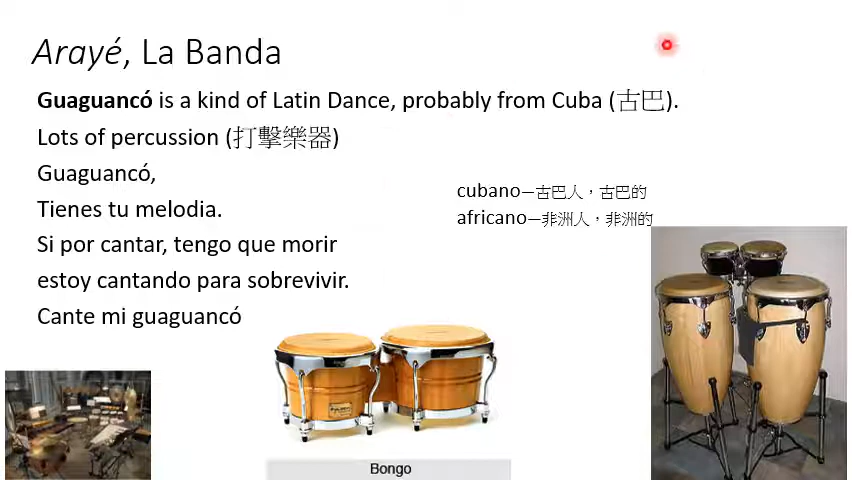 Arayé, La Banda
Guaguancó is a kind of Latin Dance, probably from Cuba (古巴).
Lots of percussion (打擊樂器)
Guaguancó,
Tienes tu melodia.
Si por cantar, tengo que morir
estoy cantando para sobrevivir.
Cante mi guaguancó
cubano—古巴人，古巴的
africano—非洲人，非洲的
Bongo